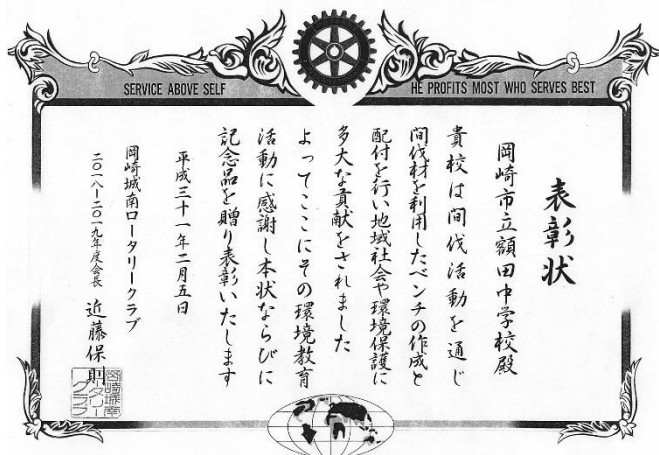 SERVICE ABOVE SELF
HE PROFITS MOST WHO SERVES BEST
表彰状
岡崎市立額田中学校殿
貴校は間伐活動を通じ
間伐材を利用したベンチの作成と
配付を行い地域社会や環境保護に
多大な貢献をされました
よってここにその環境教育
活動に感謝し本状ならびに
記念品を贈り表彰いたします
平成三十一年二月五日
岡崎城南ロータリークラブ
二〇一八ー二〇一九年度会長 近藤保則